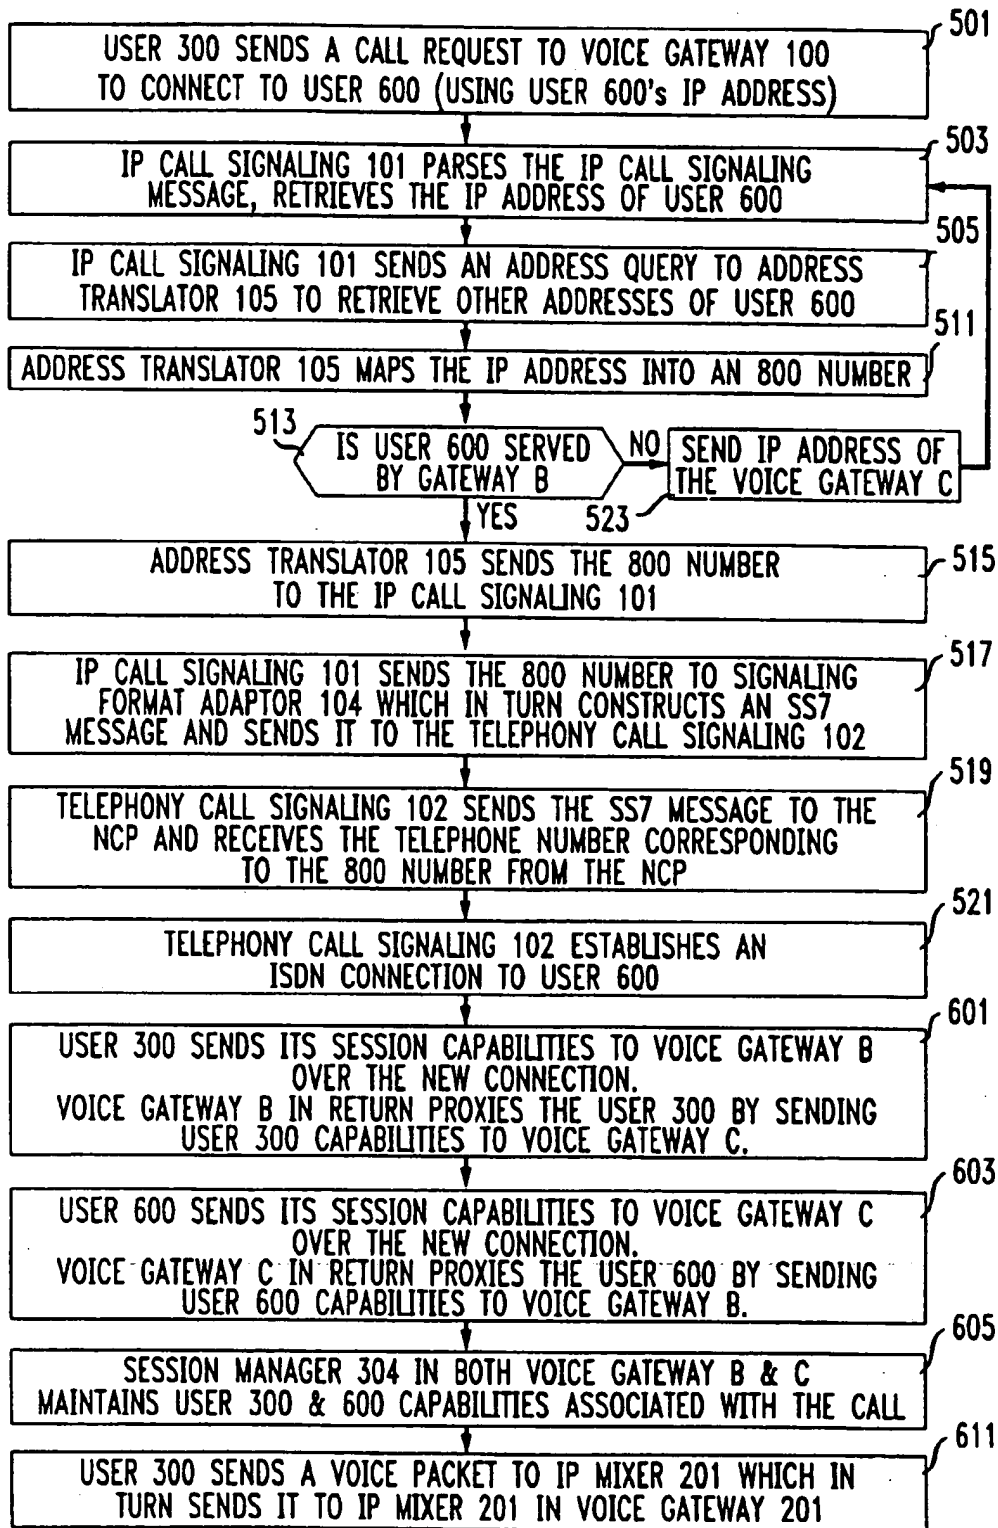 501
USER 300 SENDS A CALL REQUEST TO VOICE GATEWAY 100
TO CONNECT TO USER 600 (USING USER 600's IP ADDRESS)
503
IP CALL SIGNALING 101 PARSES THE IP CALL SIGNALING
MESSAGE, RETRIEVES THE IP ADDRESS OF USER 600
505
IP CALL SIGNALING 101 SENDS AN ADDRESS QUERY TO ADDRESS
TRANSLATOR 105 TO RETRIEVE OTHER ADDRESSES OF USER 600
511
ADDRESS TRANSLATOR 105 MAPS THE IP ADDRESS INTO AN 800 NUMBER
513
IS USER 600 SERVED
BY GATEWAY B
NO
SEND IP ADDRESS OF
THE VOICE GATEWAY C
523
YES
515
ADDRESS TRANSLATOR 105 SENDS THE 800 NUMBER
TO THE IP CALL SIGNALING 101
517
IP CALL SIGNALING 101 SENDS THE 800 NUMBER TO SIGNALING
FORMAT ADAPTOR 104 WHICH IN TURN CONSTRUCTS AN SS7
MESSAGE AND SENDS IT TO THE TELEPHONY CALL SIGNALING 102
519
TELEPHONY CALL SIGNALING 102 SENDS THE SS7 MESSAGE TO THE
NCP AND RECEIVES THE TELEPHONE NUMBER CORRESPONDING
TO THE 800 NUMBER FROM THE NCP
521
TELEPHONY CALL SIGNALING 102 ESTABLISHES AN
ISDN CONNECTION TO USER 600
601
USER 300 SENDS ITS SESSION CAPABILITIES TO VOICE GATEWAY B
OVER THE NEW CONNECTION.
VOICE GATEWAY B IN RETURN PROXIES THE USER 300 BY SENDING
USER 300 CAPABILITIES TO VOICE GATEWAY C.
603
USER 600 SENDS ITS SESSION CAPABILITIES TO VOICE GATEWAY C
OVER THE NEW CONNECTION.
VOICE GATEWAY C IN RETURN PROXIES THE USER 600 BY SENDING
USER 600 CAPABILITIES TO VOICE GATEWAY B.
605
SESSION MANAGER 304 IN BOTH VOICE GATEWAY B & C
MAINTAINS USER 300 & 600 CAPABILITIES ASSOCIATED WITH THE CALL
611
USER 300 SENDS A VOICE PACKET TO IP MIXER 201 WHICH IN
TURN SENDS IT TO IP MIXER 201 IN VOICE GATEWAY 201